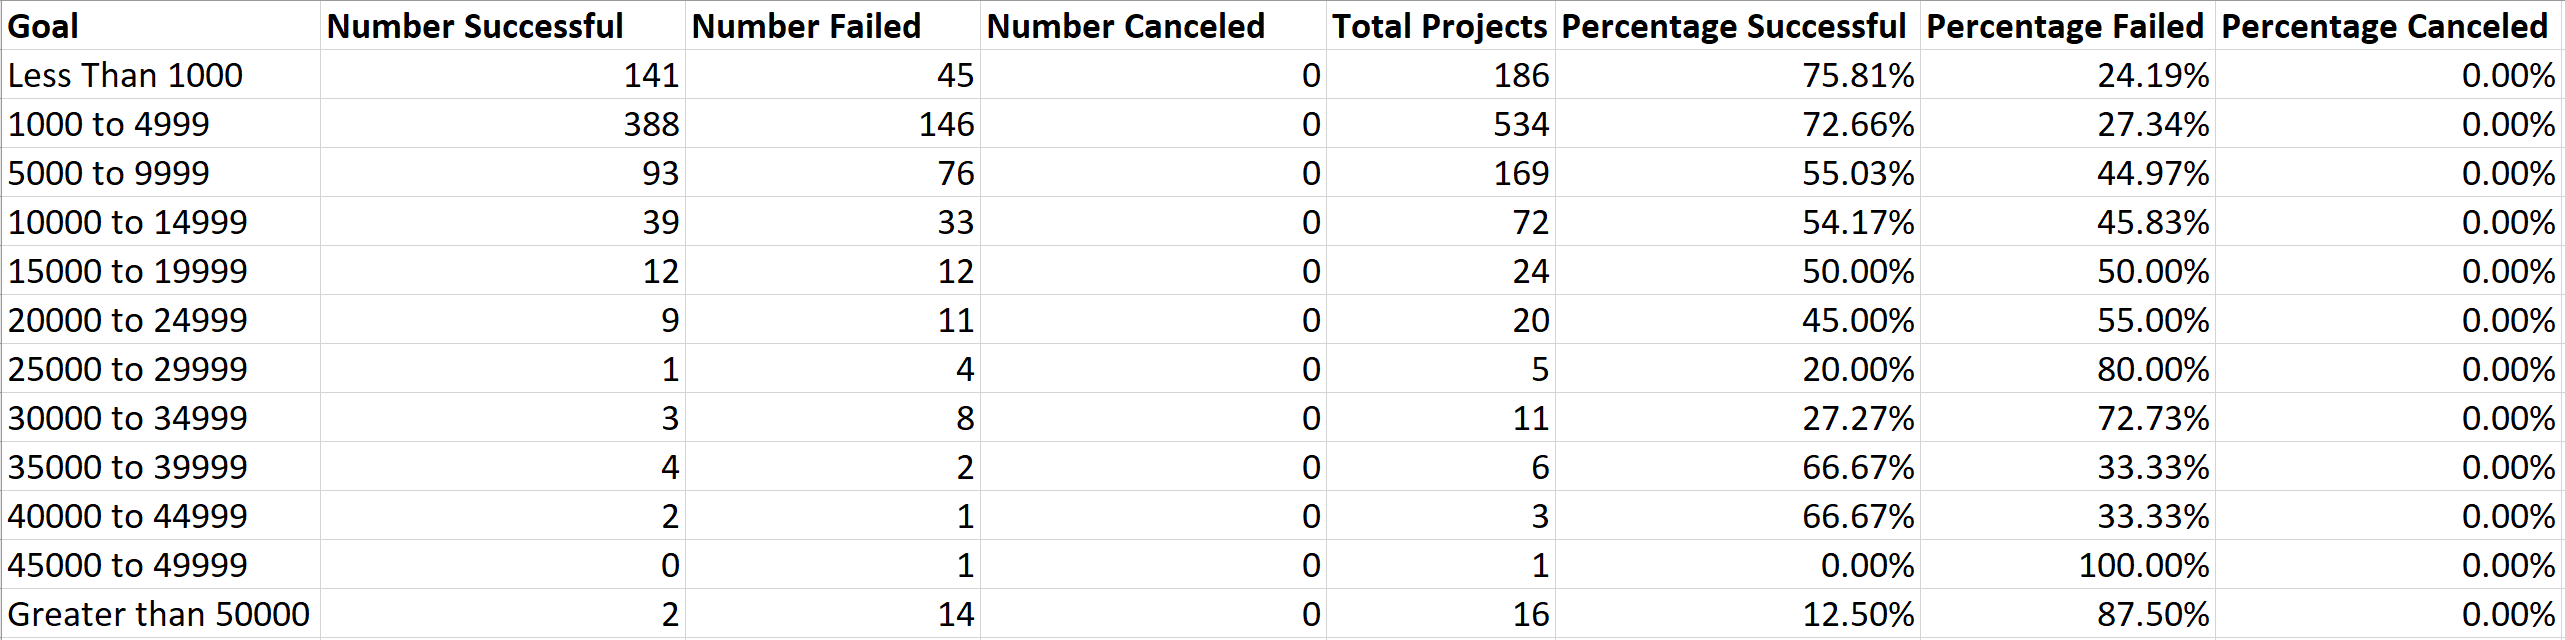 Goal Number Successful Number Failed Number Canceled Total Projects Percentage Successful Percentage Failed Percentage Canceled
Less Than 1000 141 45 0 186 75.81% 24.19% 0.00%
1000 to 4999 388 146 0 534 72.66% 27.34% 0.00%
5000 to 9999 93 76 0 169 55.03% 44.97% 0.00%
10000 to 14999 39 33 0 72 54.17% 45.83% 0.00%
15000 to 19999 12 12 0 24 50.00% 50.00% 0.00%
20000 to 24999 9 11 0 20 45.00% 55.00% 0.00%
25000 to 29999 1 4 0 5 20.00% 80.00% 0.00%
30000 to 34999 3 8 0 11 27.27% 72.73% 0.00%
35000 to 39999 4 2 0 6 66.67% 33.33% 0.00%
40000 to 44999 2 1 0 3 66.67% 33.33% 0.00%
45000 to 49999 0 1 0 1 0.00% 100.00% 0.00%
Greater than 50000 2 14 0 16 12.50% 87.50% 0.00%